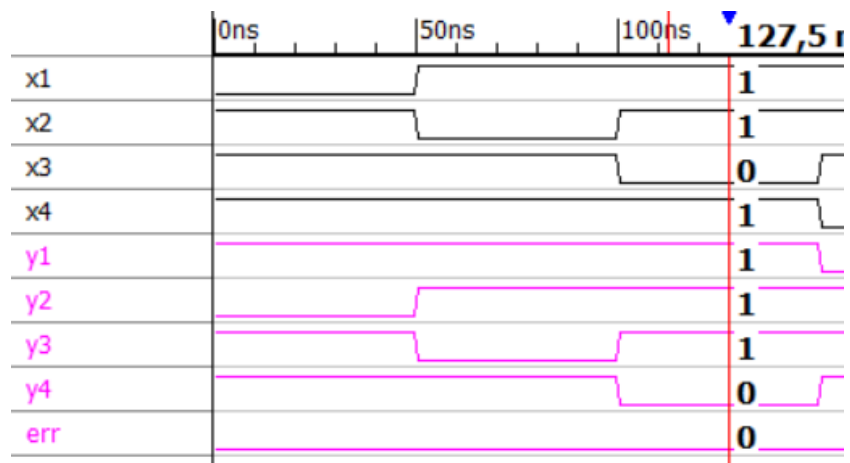 0ns 50ns 100ns 127,5 n
x1 1
x2 1
x3 0
x4 1
y1 1
y2 1
y3 1
y4 0
err 0